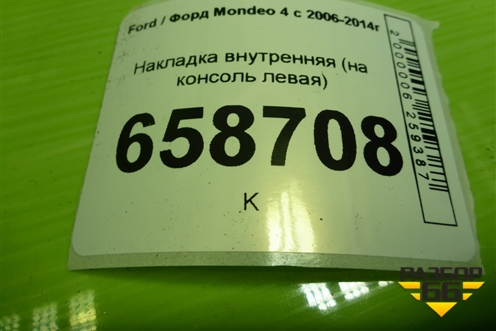 Ford / Форд Mondeo 4 с 2006-2014г
Накладка внутренняя (на
консоль левая)
658708
К
2000006259387
РАЗБОР
66